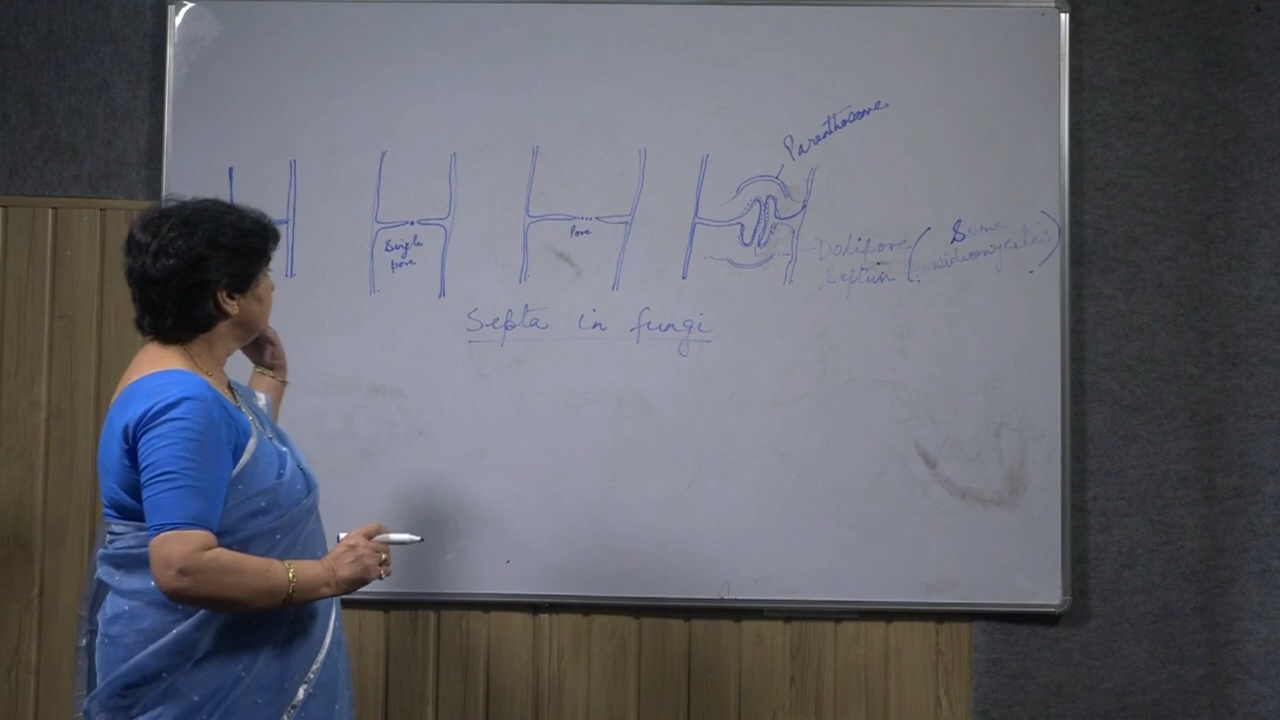 Parenthosome
Single
pore
Pore
Dolipore ( Some
Septum Basidiomycetes)
Septa in fungi